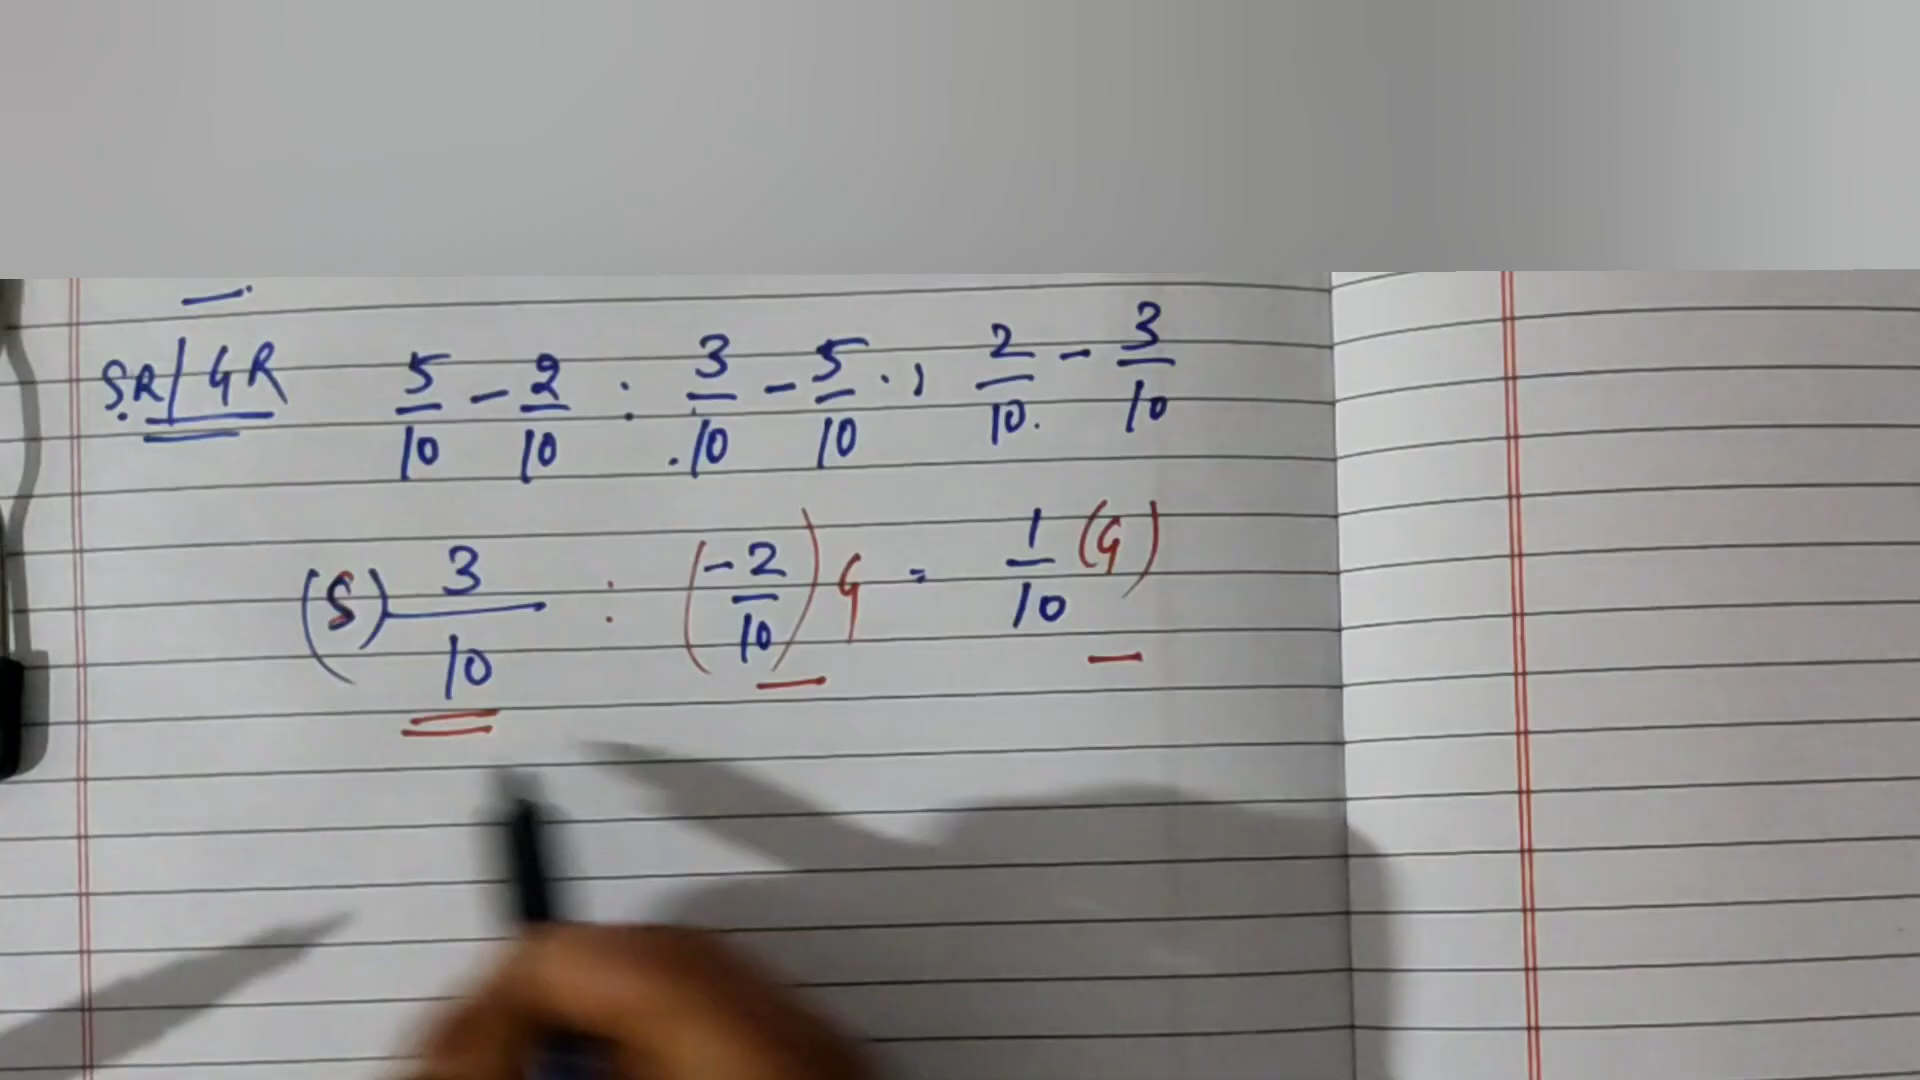 SR/GR 5/10 - 2/10 : 3/10 - 5/10 ; 2/10 - 3/10
(S) 3/10 : (-2/10) G = 1/10 (G)